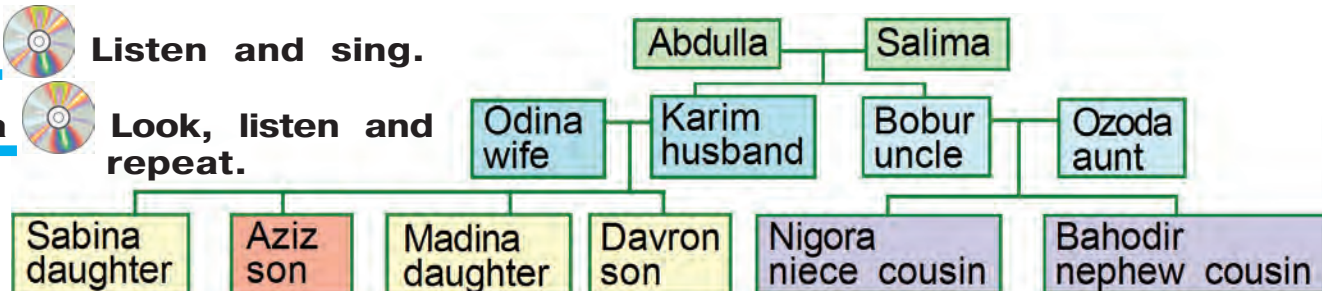 Listen and sing.
a
Look, listen and
repeat.
Abdulla
Salima
Odina
wife
Karim
husband
Bobur
uncle
Ozoda
aunt
Sabina
daughter
Aziz
son
Madina
daughter
Davron
son
Nigora
niece cousin
Bahodir
nephew cousin